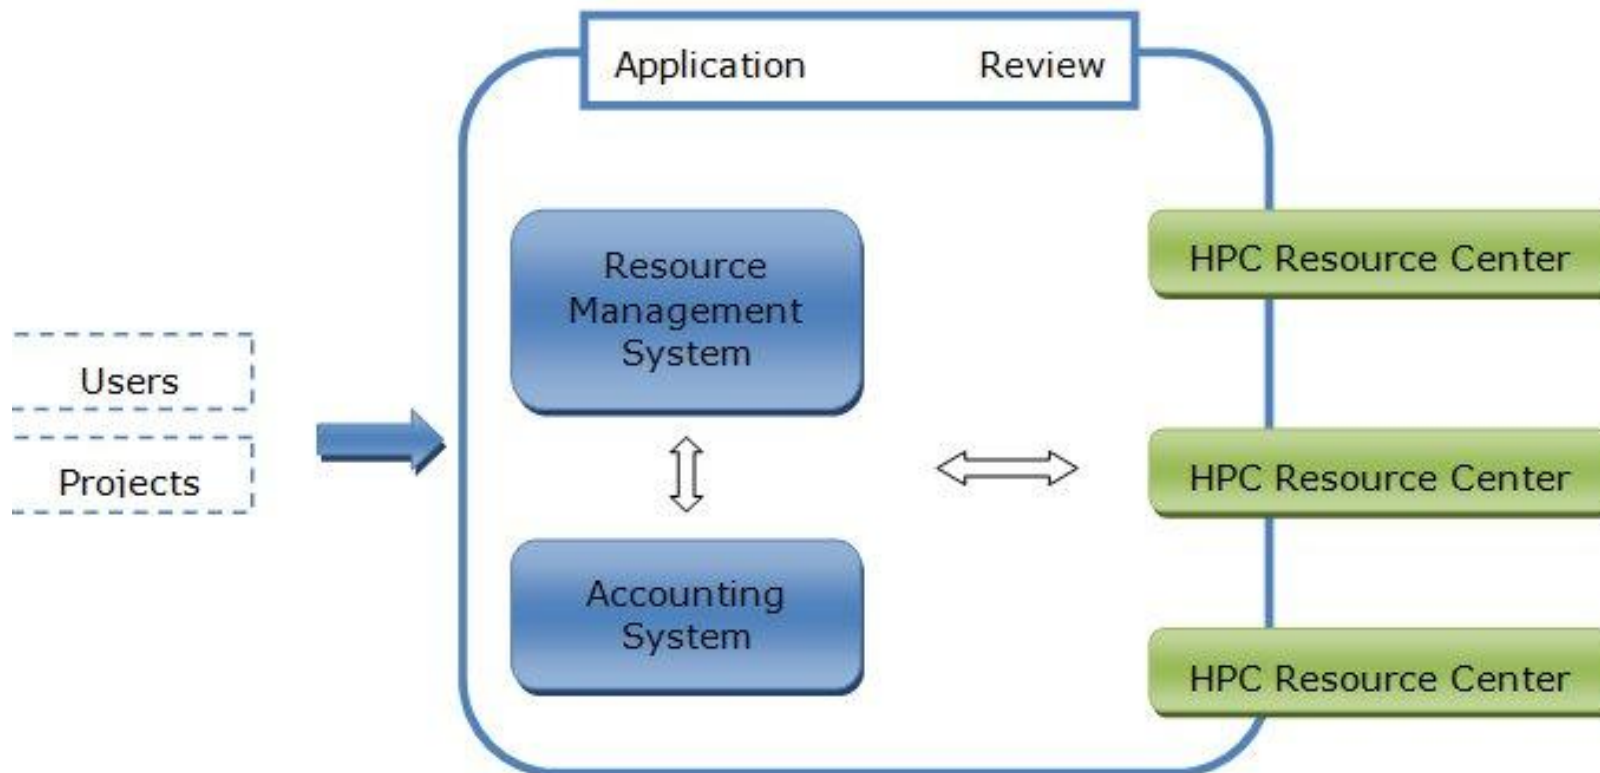 Application Review
Resource
Management
System
HPC Resource Center
Users
Projects
HPC Resource Center
Accounting
System
HPC Resource Center